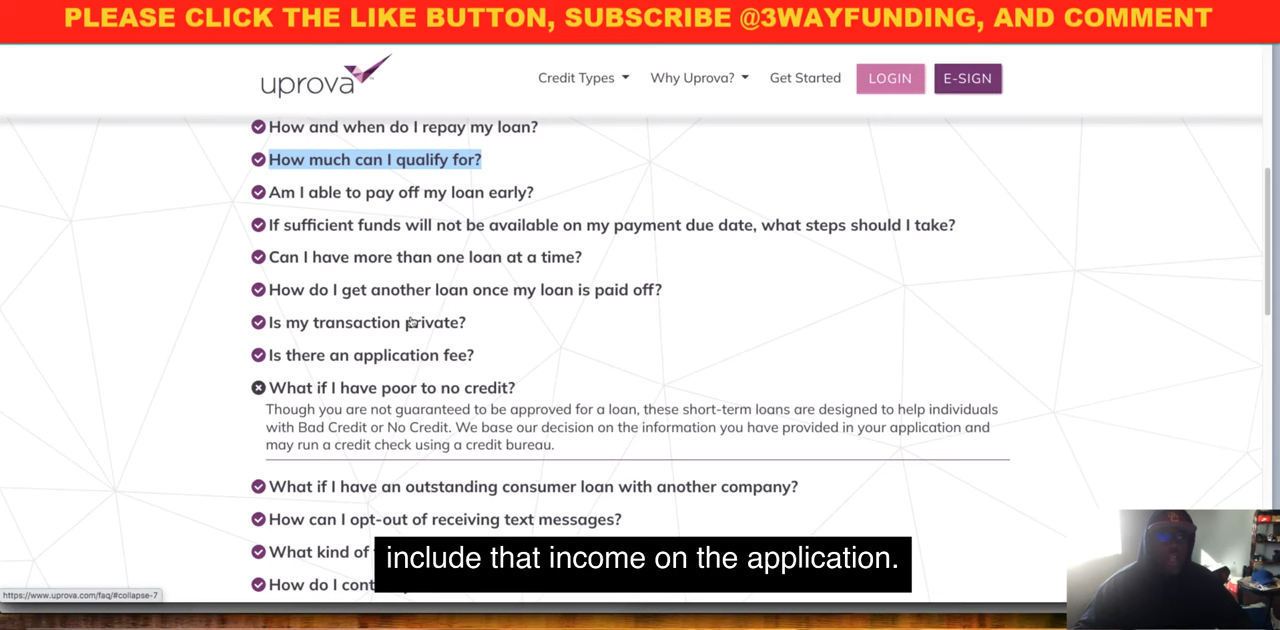 PLEASE CLICK THE LIKE BUTTON, SUBSCRIBE @3WAYFUNDING, AND COMMENT
uprova
Credit Types
Why Uprova?
Get Started
LOGIN
E-SIGN
How and when do I repay my loan?
How much can I qualify for?
Am I able to pay off my loan early?
If sufficient funds will not be available on my payment due date, what steps should I take?
Can I have more than one loan at a time?
How do I get another loan once my loan is paid off?
Is my transaction private?
Is there an application fee?
What if I have poor to no credit?
Though you are not guaranteed to be approved for a loan, these short-term loans are designed to help individuals
with Bad Credit or No Credit. We base our decision on the information you have provided in your application and
may run a credit check using a credit bureau.
What if I have an outstanding consumer loan with another company?
How can I opt-out of receiving text messages?
What kind of
include that income on the application.
How do I cont
https://www.uprova.com/faq/#collapse-7